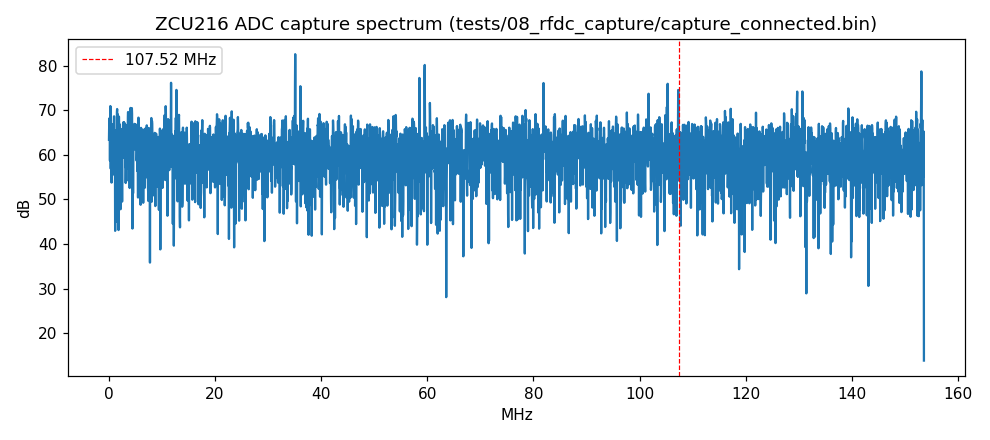 ZCU216 ADC capture spectrum (tests/08_rfdc_capture/capture_connected.bin)
107.52 MHz
80
70
60
50
40
30
20
dB
0 20 40 60 80 100 120 140 160
MHz